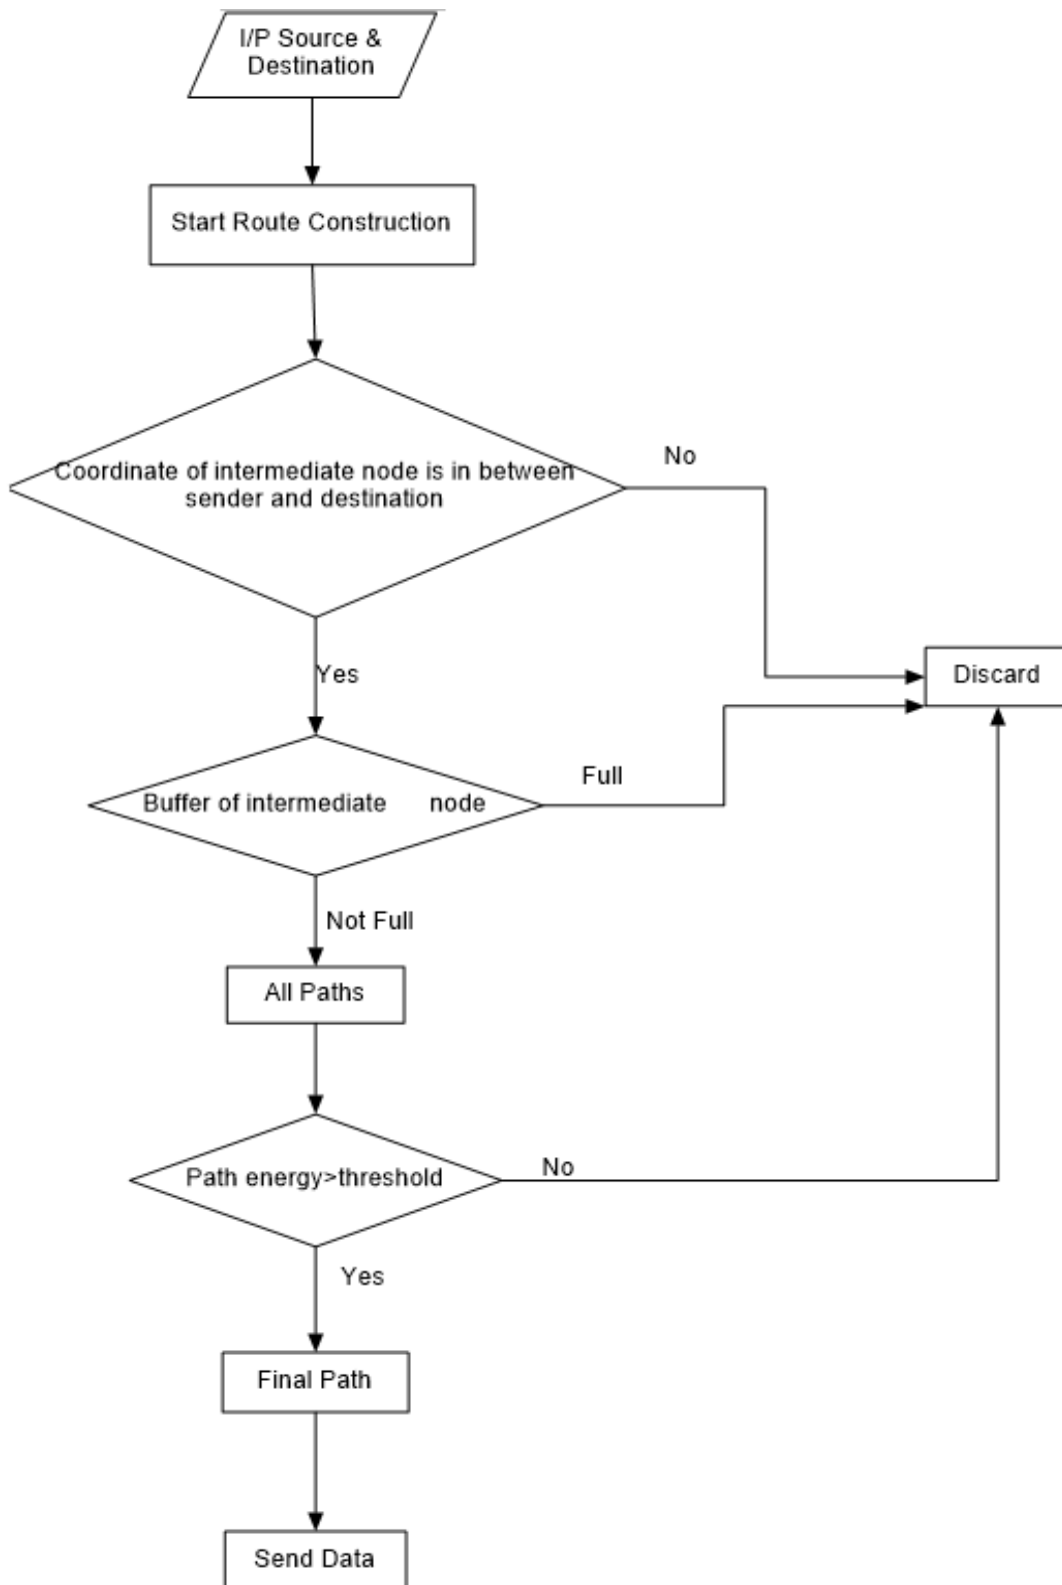 I/P Source &
Destination
Start Route Construction
Coordinate of intermediate node is in between
sender and destination
No
Yes
Discard
Buffer of intermediate node
Full
Not Full
All Paths
Path energy>threshold
No
Yes
Final Path
Send Data